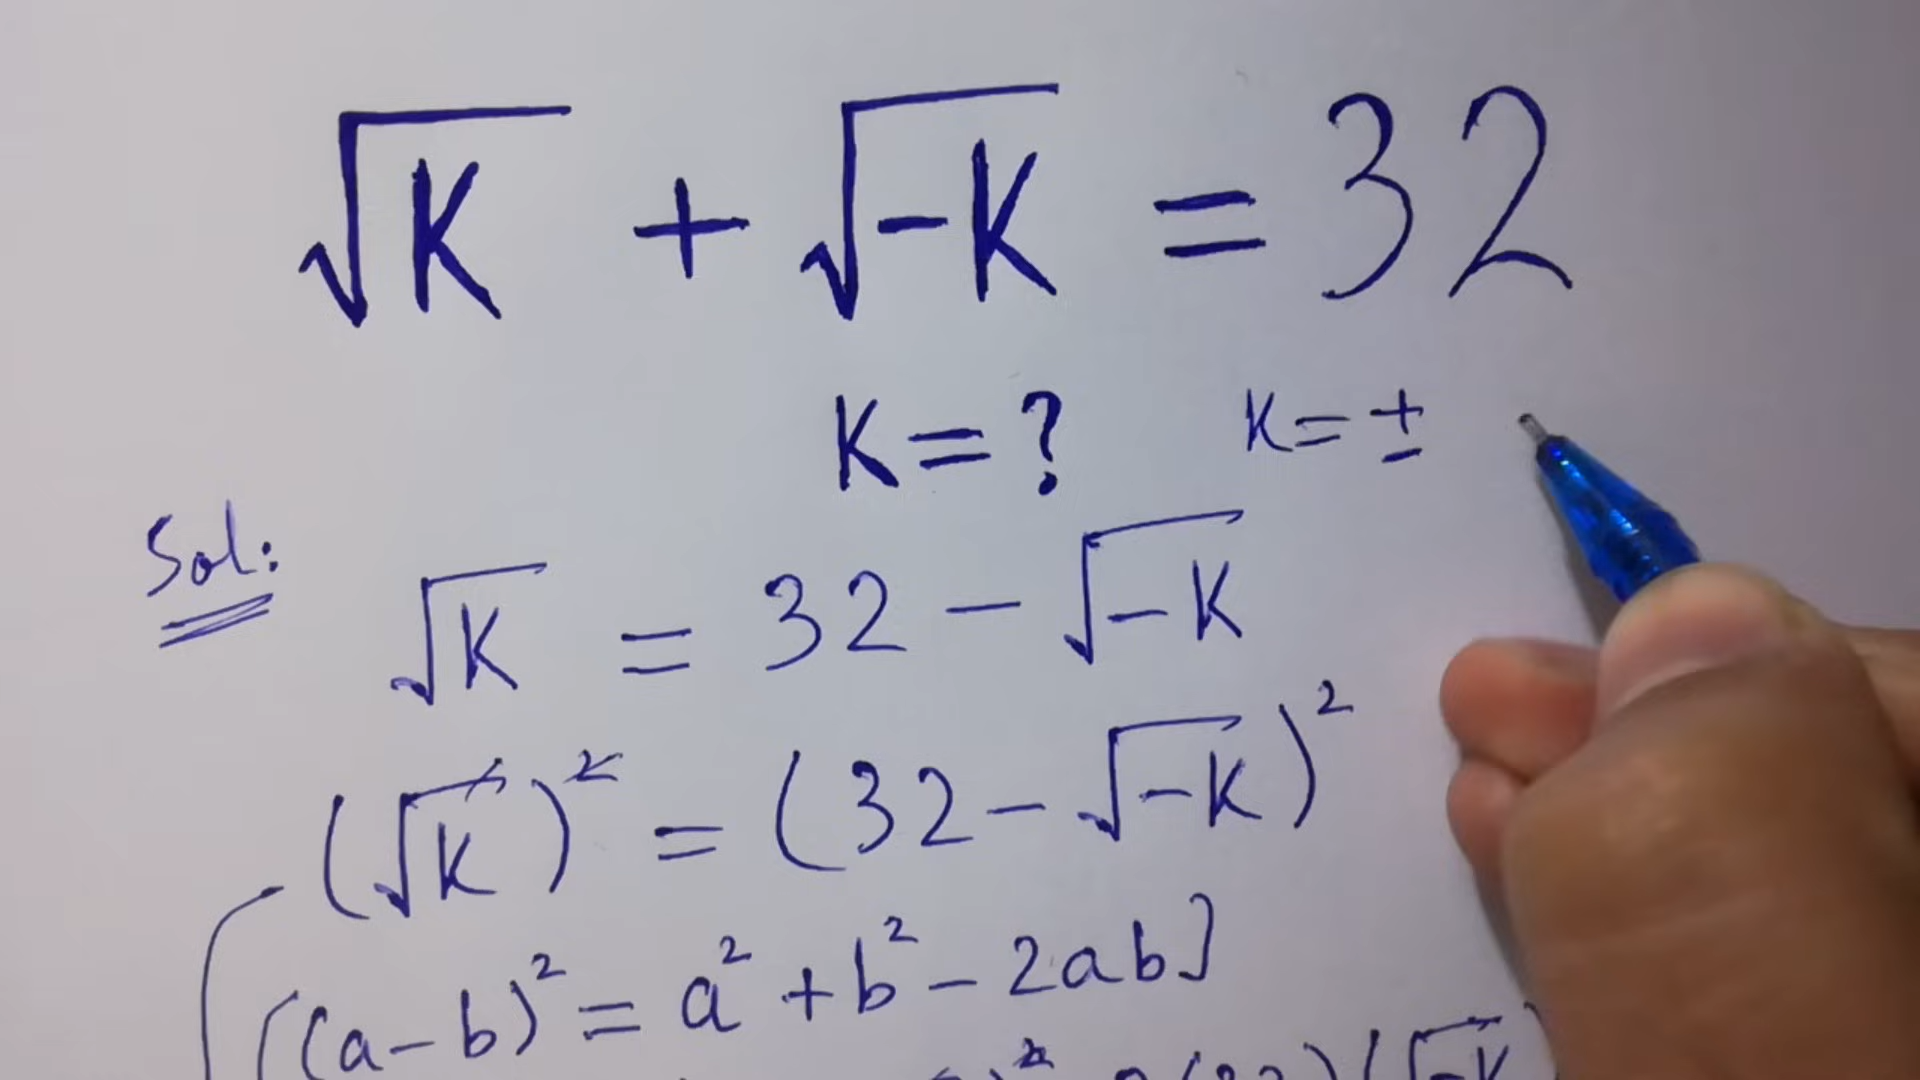 √K + √-K = 32
K = ? K = ±
Sol:
√K = 32 - √-K
(√K)² = (32 - √-K)²
[(a-b)² = a² + b² - 2ab]